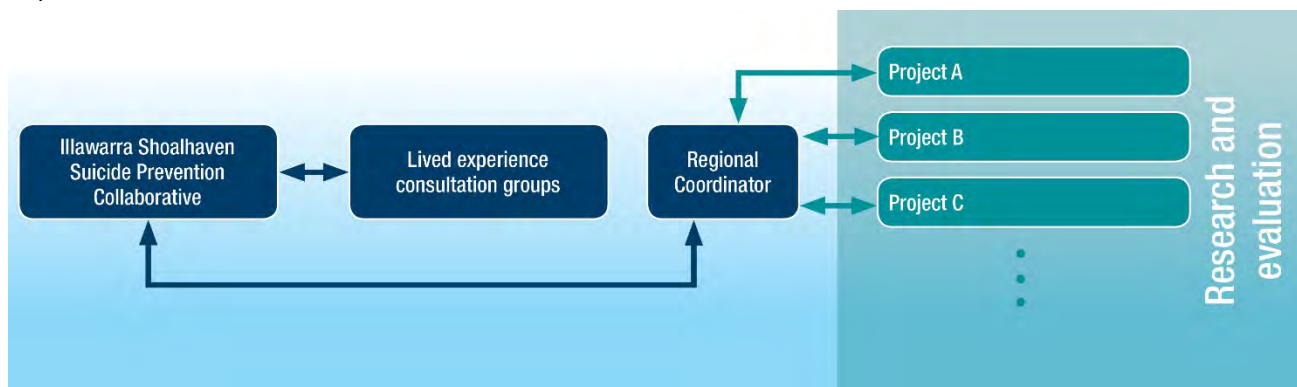 Illawarra Shoalhaven
Suicide Prevention
Collaborative
Lived experience
consultation groups
Regional
Coordinator
Project A
Project B
Project C
Research and
evaluation